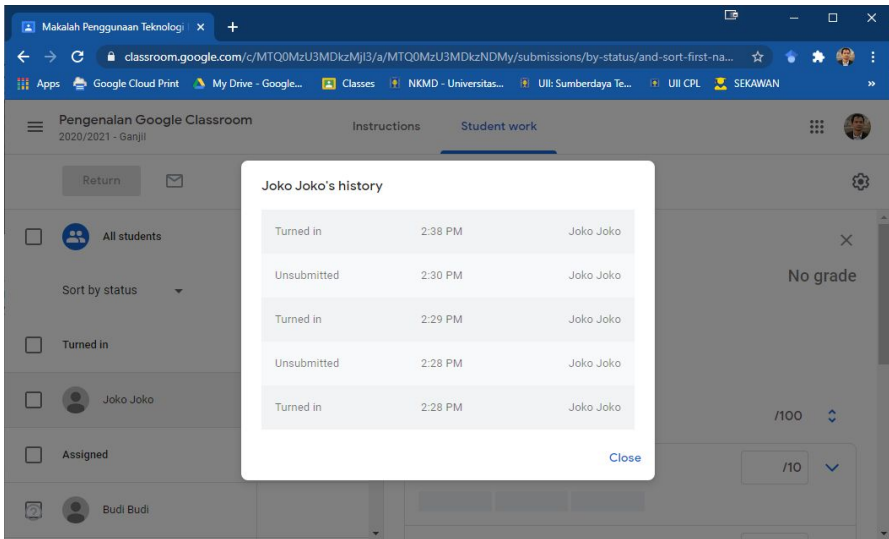 Makalah Penggunaan Teknologi
classroom.google.com/c/MTQ0MzU3MDkzMjI3/a/MTQ0MzU3MDkzNDMy/submissions/by-status/and-sort-first-na...
Apps Google Cloud Print My Drive - Google... Classes NKMD - Universitas... UII: Sumberdaya Te... UII CPL SEKAWAN »
Pengenalan Google Classroom
2020/2021 - Ganjil
Instructions Student work
Return
All students
Sort by status
Turned in
Joko Joko
Assigned
Budi Budi
Joko Joko's history
Turned in 2:38 PM Joko Joko
Unsubmitted 2:30 PM Joko Joko
Turned in 2:29 PM Joko Joko
Unsubmitted 2:28 PM Joko Joko
Turned in 2:28 PM Joko Joko
Close
No grade
/100
/10